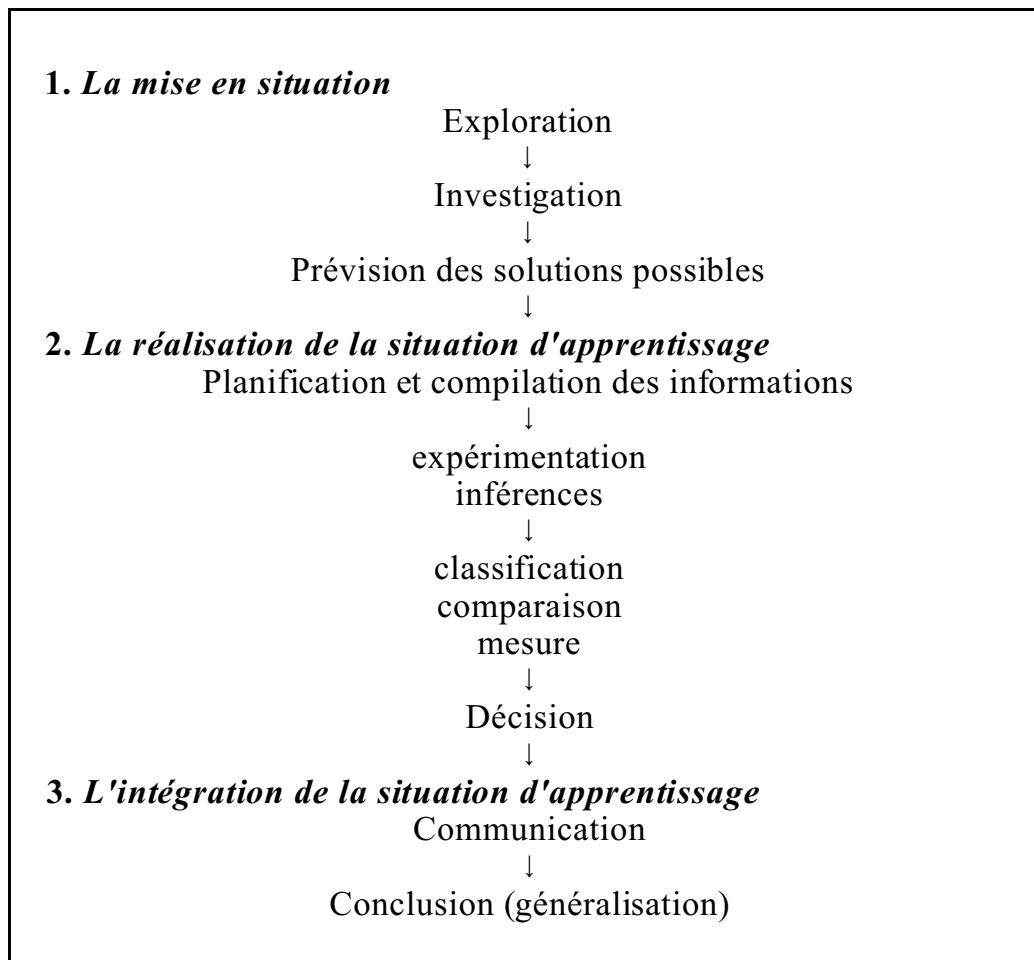 1. La mise en situation
Exploration
↓
Investigation
↓
Prévision des solutions possibles
↓
2. La réalisation de la situation d'apprentissage
Planification et compilation des informations
↓
expérimentation
inférences
↓
classification
comparaison
mesure
↓
Décision
↓
3. L'intégration de la situation d'apprentissage
Communication
↓
Conclusion (généralisation)